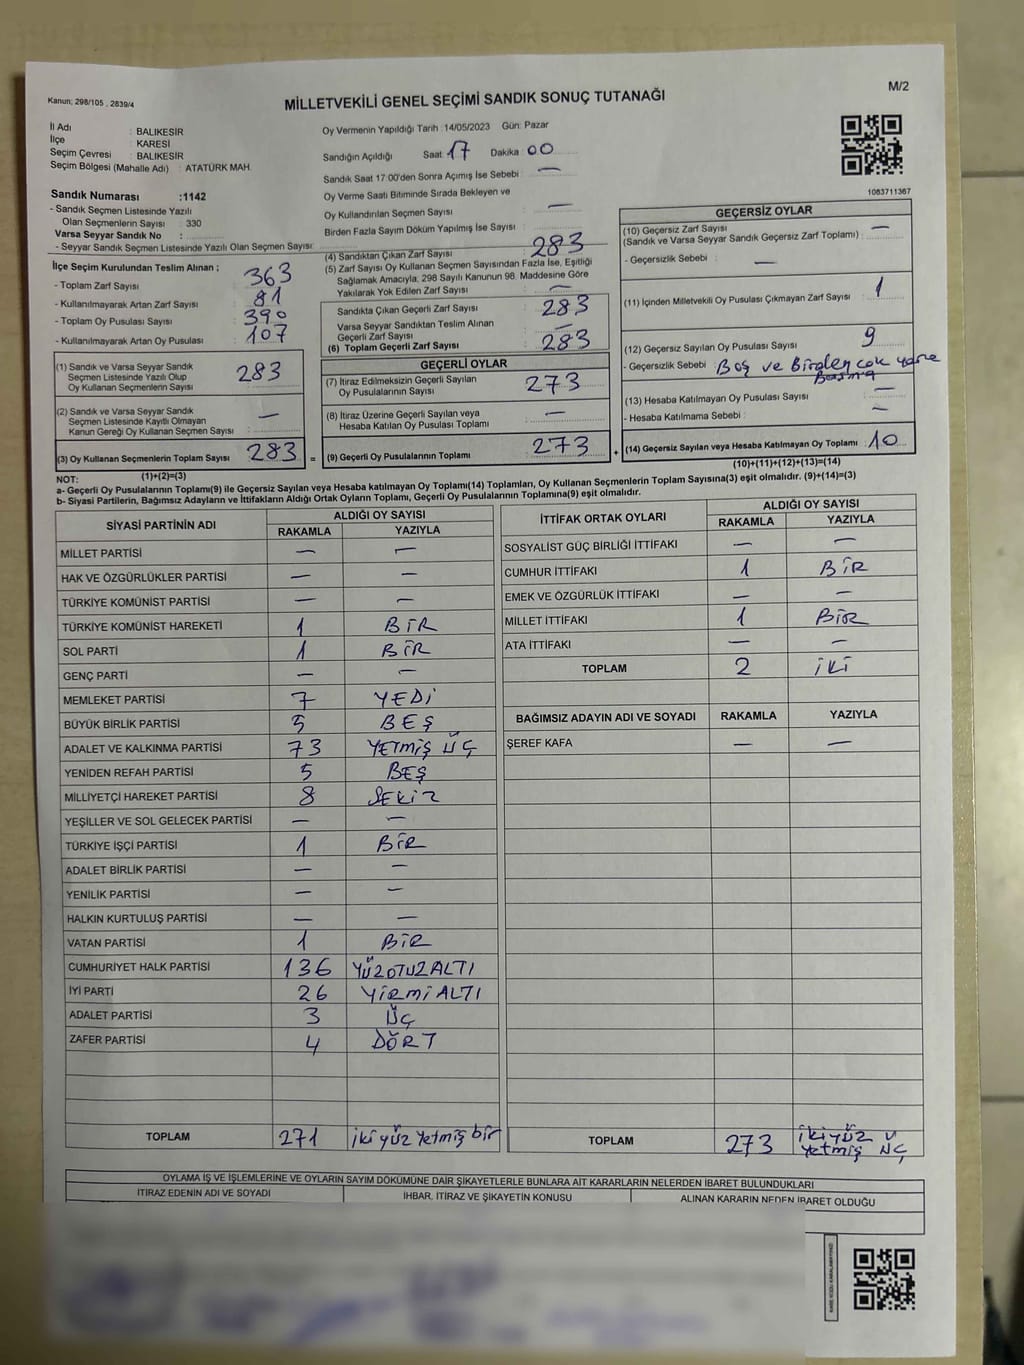 M/2
Kanun; 298/105 , 2839/4
MİLLETVEKİLİ GENEL SEÇİMİ SANDIK SONUÇ TUTANAĞI
İl Adı : BALIKESİR
İlçe : KARESİ
Seçim Çevresi : BALIKESİR
Seçim Bölgesi (Mahalle Adı) : ATATÜRK MAH.
Oy Vermenin Yapıldığı Tarih :14/05/2023 Gün: Pazar
Sandığın Açıldığı Saat 17 Dakika 00
Sandık Saat 17:00'den Sonra Açımış İse Sebebi : —
Oy Verme Saati Bitiminde Sırada Bekleyen ve
Oy Kullandırılan Seçmen Sayısı : —
Birden Fazla Sayım Döküm Yapılmış İse Sayısı :
1083711367
Sandık Numarası :1142
- Sandık Seçmen Listesinde Yazılı
Olan Seçmenlerin Sayısı : 330
Varsa Seyyar Sandık No :
- Seyyar Sandık Seçmen Listesinde Yazılı Olan Seçmen Sayısı
İlçe Seçim Kurulundan Teslim Alınan ;
- Toplam Zarf Sayısı : 363
- Kullanılmayarak Artan Zarf Sayısı : 81
- Toplam Oy Pusulası Sayısı : 390
- Kullanılmayarak Artan Oy Pusulası : 107
(1) Sandık ve Varsa Seyyar Sandık
Seçmen Listesinde Yazılı Olup
Oy Kullanan Seçmenlerin Sayısı 283
(2) Sandık ve Varsa Seyyar Sandık
Seçmen Listesinde Kayıtlı Olmayan
Kanun Gereği Oy Kullanan Seçmen Sayısı —
(3) Oy Kullanan Seçmenlerin Toplam Sayısı 283 =
(1)+(2)=(3)
(4) Sandıktan Çıkan Zarf Sayısı 283
(5) Zarf Sayısı Oy Kullanan Seçmen Sayısından Fazla İse, Eşitliği
Sağlamak Amacıyla, 298 Sayılı Kanunun 98. Maddesine Göre
Yakılarak Yok Edilen Zarf Sayısı : —
Sandıkta Çıkan Geçerli Zarf Sayısı 283
Varsa Seyyar Sandıktan Teslim Alınan
Geçerli Zarf Sayısı —
(6) Toplam Geçerli Zarf Sayısı 283
GEÇERLİ OYLAR
(7) İtiraz Edilmeksizin Geçerli Sayılan
Oy Pusulalarının Sayısı 273
(8) İtiraz Üzerine Geçerli Sayılan veya
Hesaba Katılan Oy Pusulası Toplamı —
(9) Geçerli Oy Pusulalarının Toplamı 273 +
GEÇERSİZ OYLAR
(10) Geçersiz Zarf Sayısı —
(Sandık ve Varsa Seyyar Sandık Geçersiz Zarf Toplamı) :
- Geçersizlik Sebebi : —
(11) İçinden Milletvekili Oy Pusulası Çıkmayan Zarf Sayısı : 1
(12) Geçersiz Sayılan Oy Pusulası Sayısı : 9
- Geçersizlik Sebebi : Boş ve Birden çok yere
Basma
(13) Hesaba Katılmayan Oy Pusulası Sayısı : —
- Hesaba Katılmama Sebebi : —
(14) Geçersiz Sayılan veya Hesaba Katılmayan Oy Toplamı : 10
(10)+(11)+(12)+(13)=(14)
NOT:
a- Geçerli Oy Pusulalarının Toplamı(9) ile Geçersiz Sayılan veya Hesaba katılmayan Oy Toplamı(14) Toplamları, Oy Kullanan Seçmenlerin Toplam Sayısına(3) eşit olmalıdır. (9)+(14)=(3)
b- Siyasi Partilerin, Bağımsız Adayların ve İttifakların Aldığı Ortak Oyların Toplamı, Geçerli Oy Pusulalarının Toplamına(9) eşit olmalıdır.
SİYASİ PARTİNİN ADI ALDIĞI OY SAYISI
RAKAMLA YAZIYLA
MİLLET PARTİSİ — —
HAK VE ÖZGÜRLÜKLER PARTİSİ — —
TÜRKİYE KOMÜNİST PARTİSİ — —
TÜRKİYE KOMÜNİST HAREKETİ 1 BİR
SOL PARTİ 1 BİR
GENÇ PARTİ — —
MEMLEKET PARTİSİ 7 YEDİ
BÜYÜK BİRLİK PARTİSİ 5 BEŞ
ADALET VE KALKINMA PARTİSİ 73 YETMİŞ ÜÇ
YENİDEN REFAH PARTİSİ 5 BEŞ
MİLLİYETÇİ HAREKET PARTİSİ 8 SEKİZ
YEŞİLLER VE SOL GELECEK PARTİSİ — —
TÜRKİYE İŞÇİ PARTİSİ 1 BİR
ADALET BİRLİK PARTİSİ — —
YENİLİK PARTİSİ — —
HALKIN KURTULUŞ PARTİSİ — —
VATAN PARTİSİ 1 BİR
CUMHURİYET HALK PARTİSİ 136 YÜZOTUZALTI
İYİ PARTİ 26 YİRMİALTI
ADALET PARTİSİ 3 ÜÇ
ZAFER PARTİSİ 4 DÖRT
TOPLAM 271 iki yüz Yetmiş bir
İTTİFAK ORTAK OYLARI ALDIĞI OY SAYISI
RAKAMLA YAZIYLA
SOSYALİST GÜÇ BİRLİĞİ İTTİFAKI — —
CUMHUR İTTİFAKI 1 BİR
EMEK VE ÖZGÜRLÜK İTTİFAKI — —
MİLLET İTTİFAKI 1 BİR
ATA İTTİFAKI — —
TOPLAM 2 İKİ
BAĞIMSIZ ADAYIN ADI VE SOYADI RAKAMLA YAZIYLA
ŞEREF KAFA — —
TOPLAM 273 İKİYÜZ
Yetmiş ÜÇ
OYLAMA İŞ VE İŞLEMLERİNE VE OYLARIN SAYIM DÖKÜMÜNE DAİR ŞİKAYETLERLE BUNLARA AİT KARARLARIN NELERDEN İBARET BULUNDUKLARI
İTİRAZ EDENİN ADI VE SOYADI İHBAR, İTİRAZ VE ŞİKAYETİN KONUSU ALINAN KARARIN NEDEN İBARET OLDUĞU